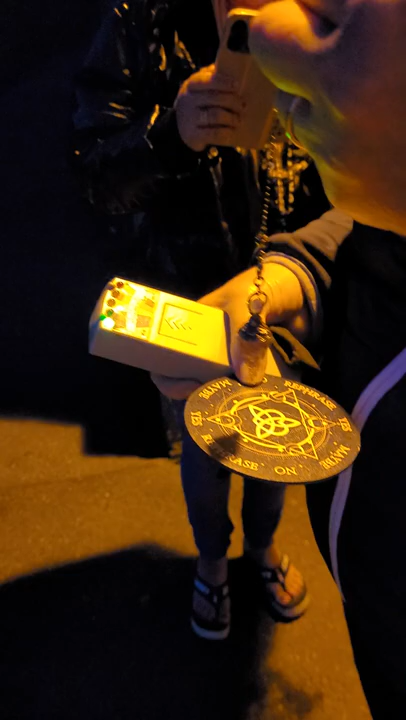 MAYBE
REPHRASE
YES
MAYBE
NO
REPHRASE
YES